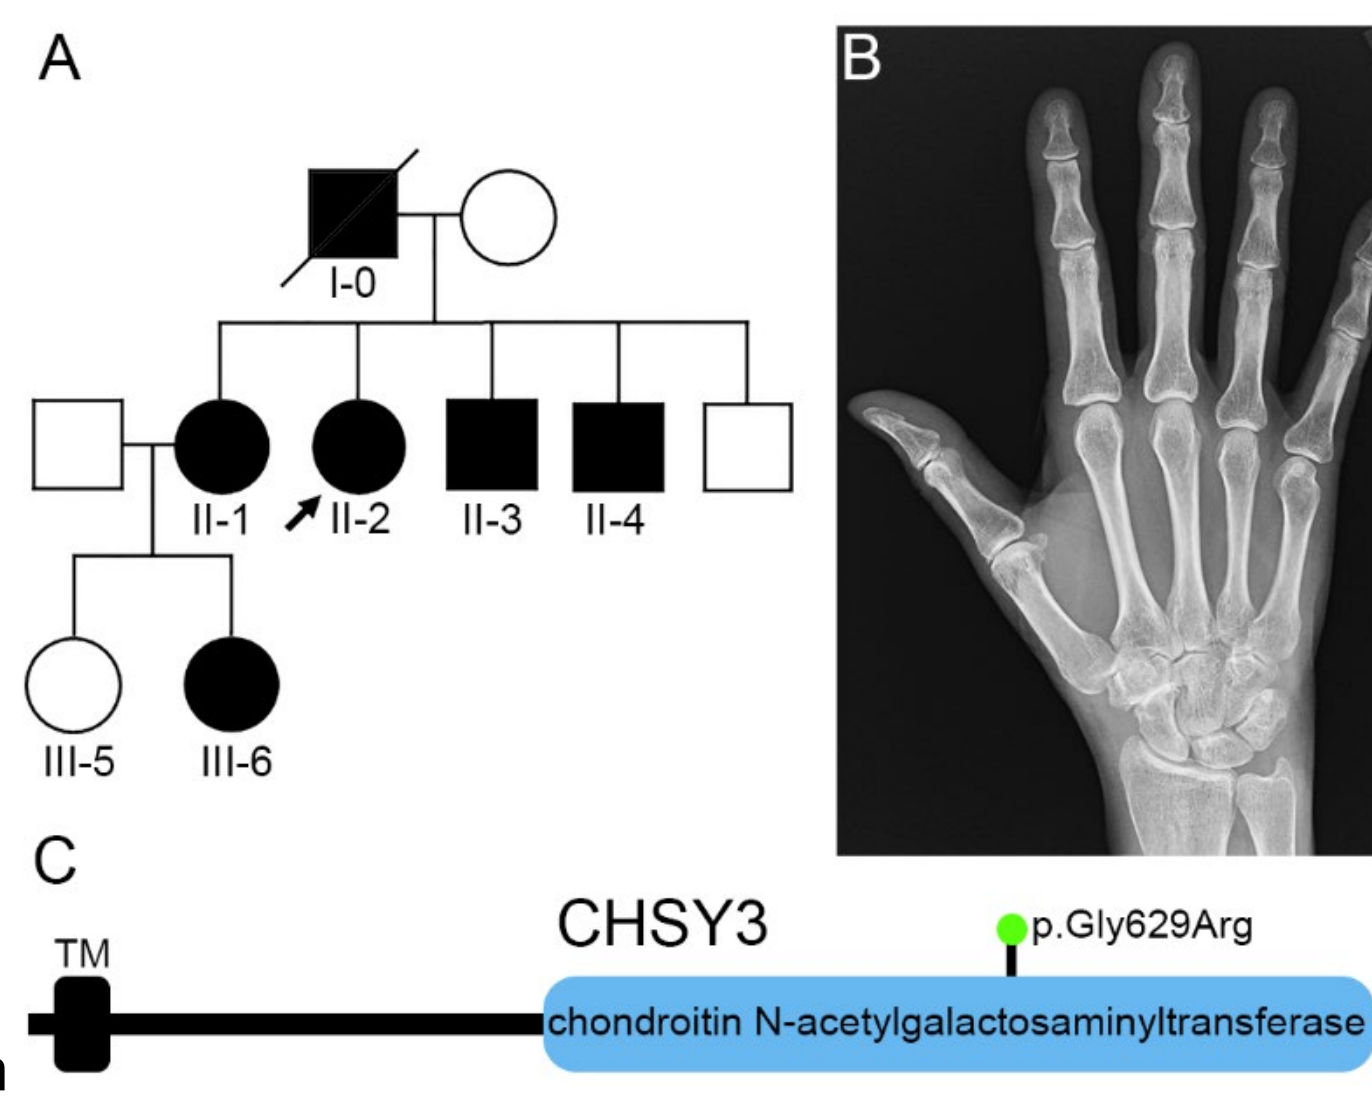 A
B
I-0
II-1
II-2
II-3
II-4
III-5
III-6
C
CHSY3
p.Gly629Arg
TM
chondroitin N-acetylgalactosaminyltransferase